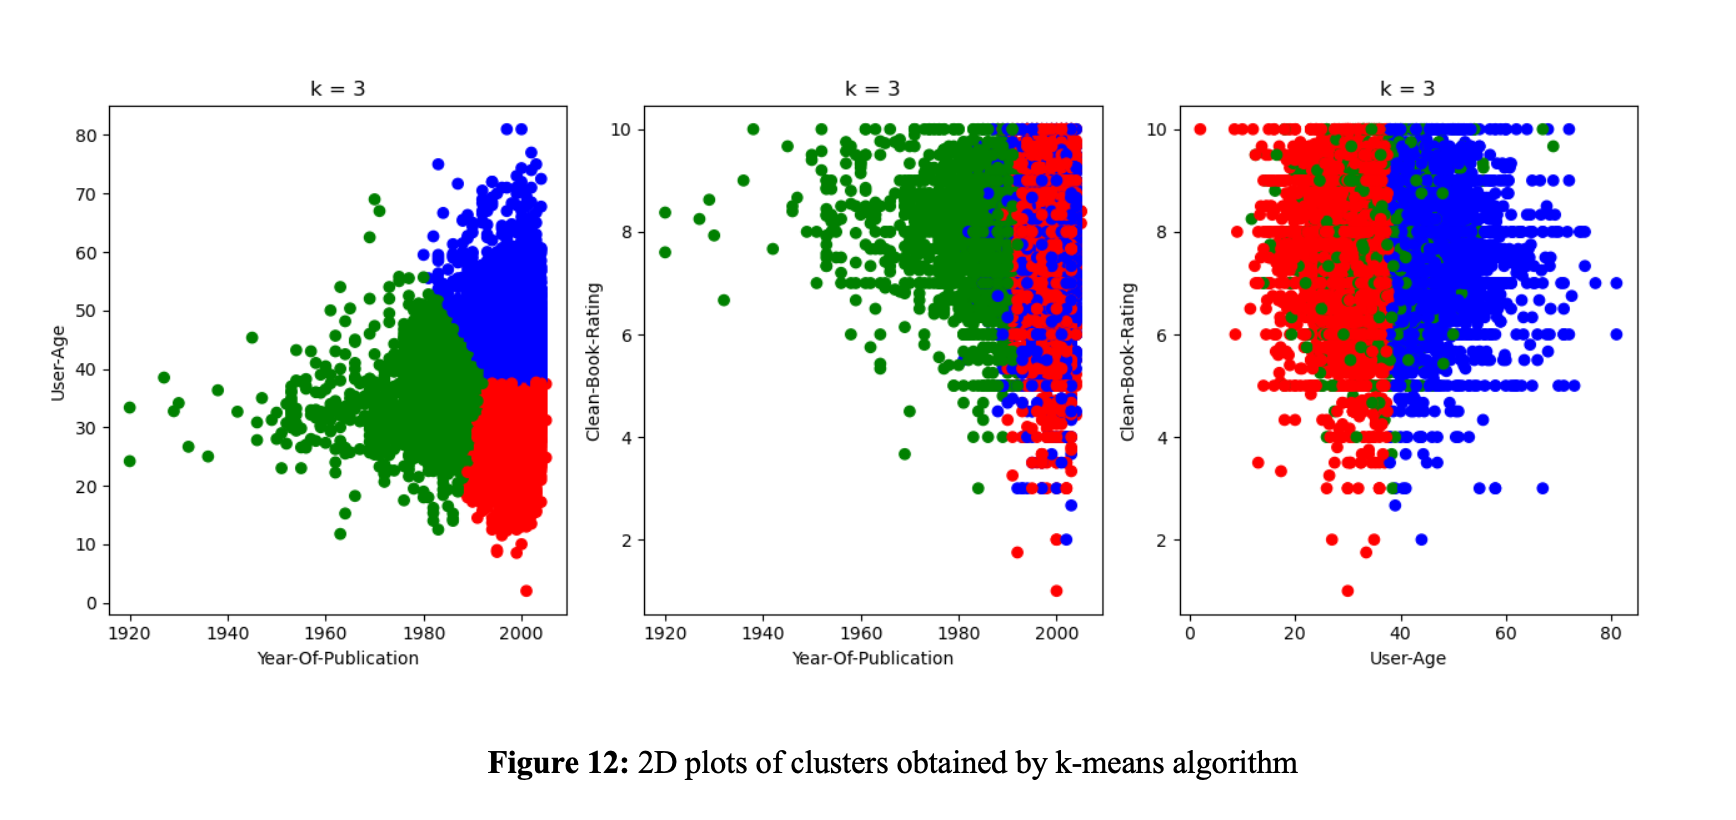 k = 3
80
70
60
50
40
30
20
10
0
User-Age
1920 1940 1960 1980 2000
Year-Of-Publication
k = 3
10
8
6
4
2
Clean-Book-Rating
1920 1940 1960 1980 2000
Year-Of-Publication
k = 3
10
8
6
4
2
Clean-Book-Rating
0 20 40 60 80
User-Age
Figure 12: 2D plots of clusters obtained by k-means algorithm